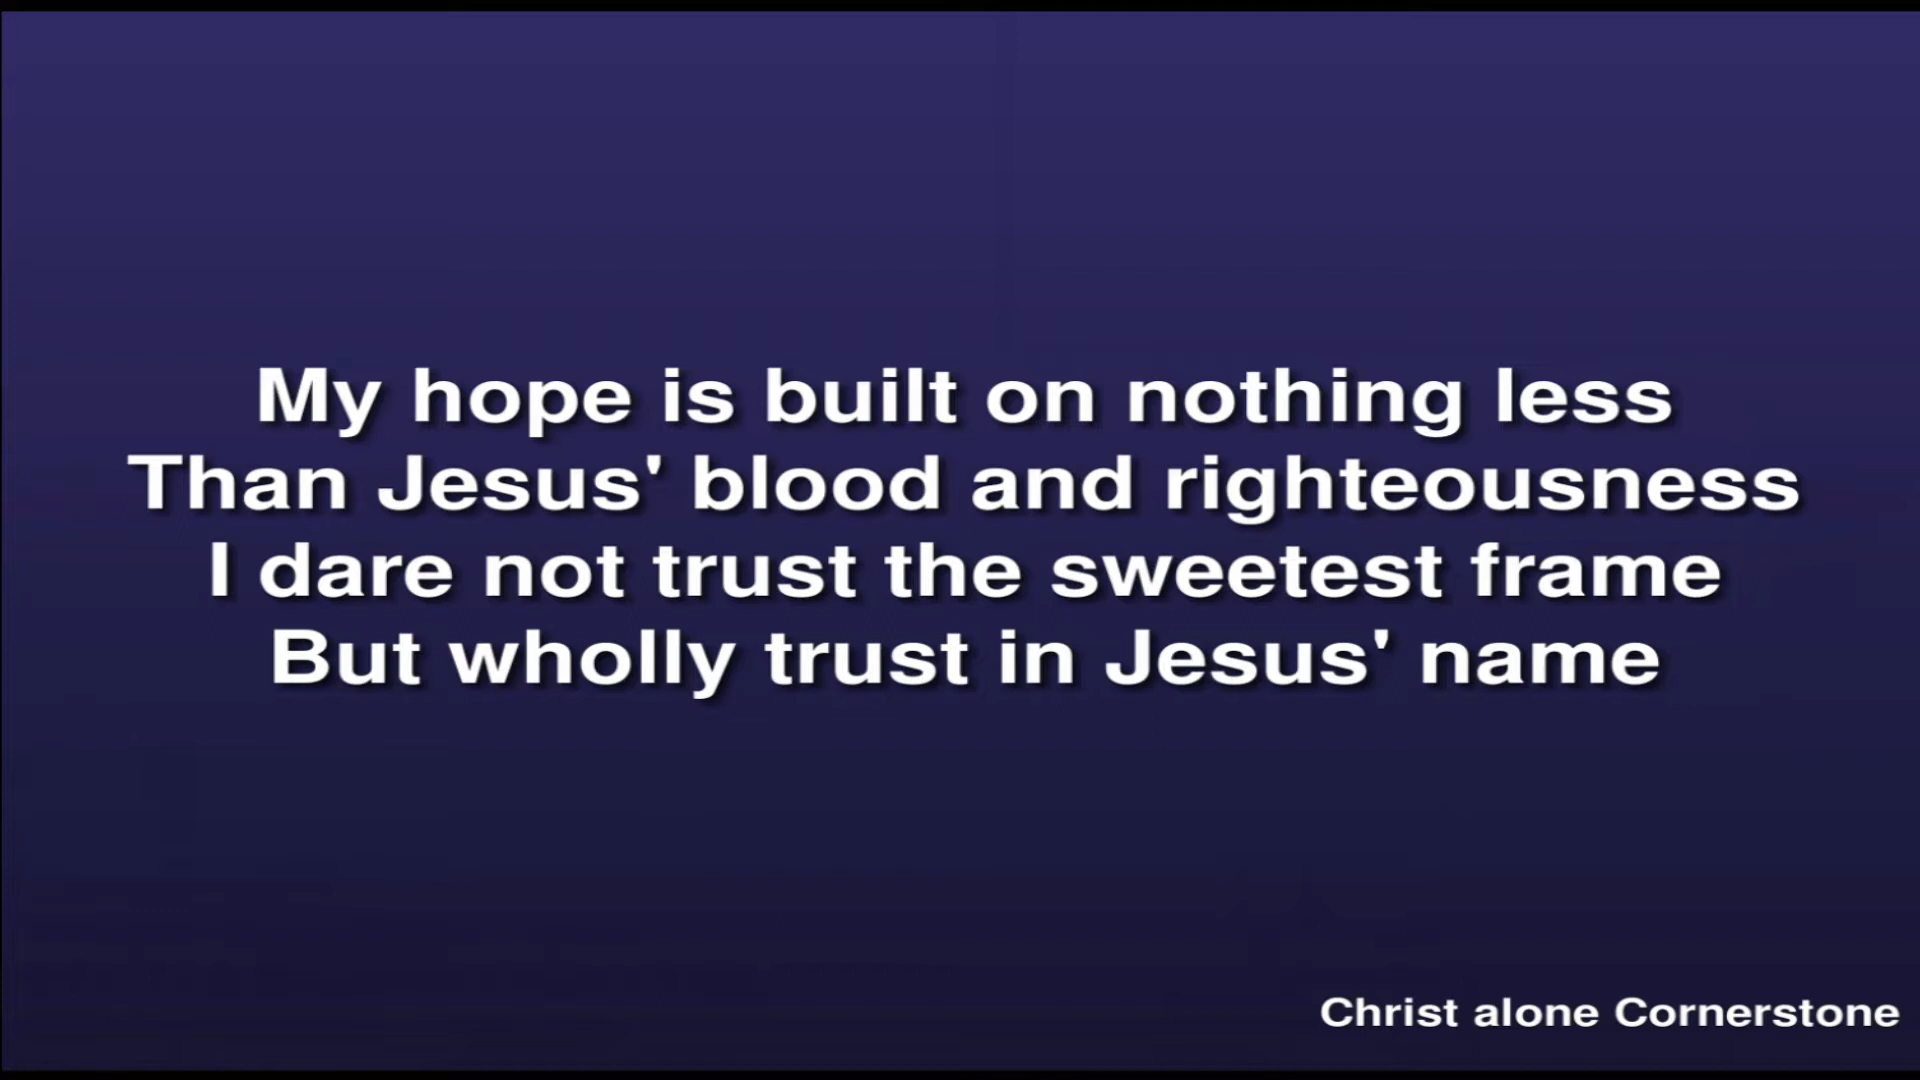 My hope is built on nothing less
Than Jesus' blood and righteousness
I dare not trust the sweetest frame
But wholly trust in Jesus' name
Christ alone Cornerstone